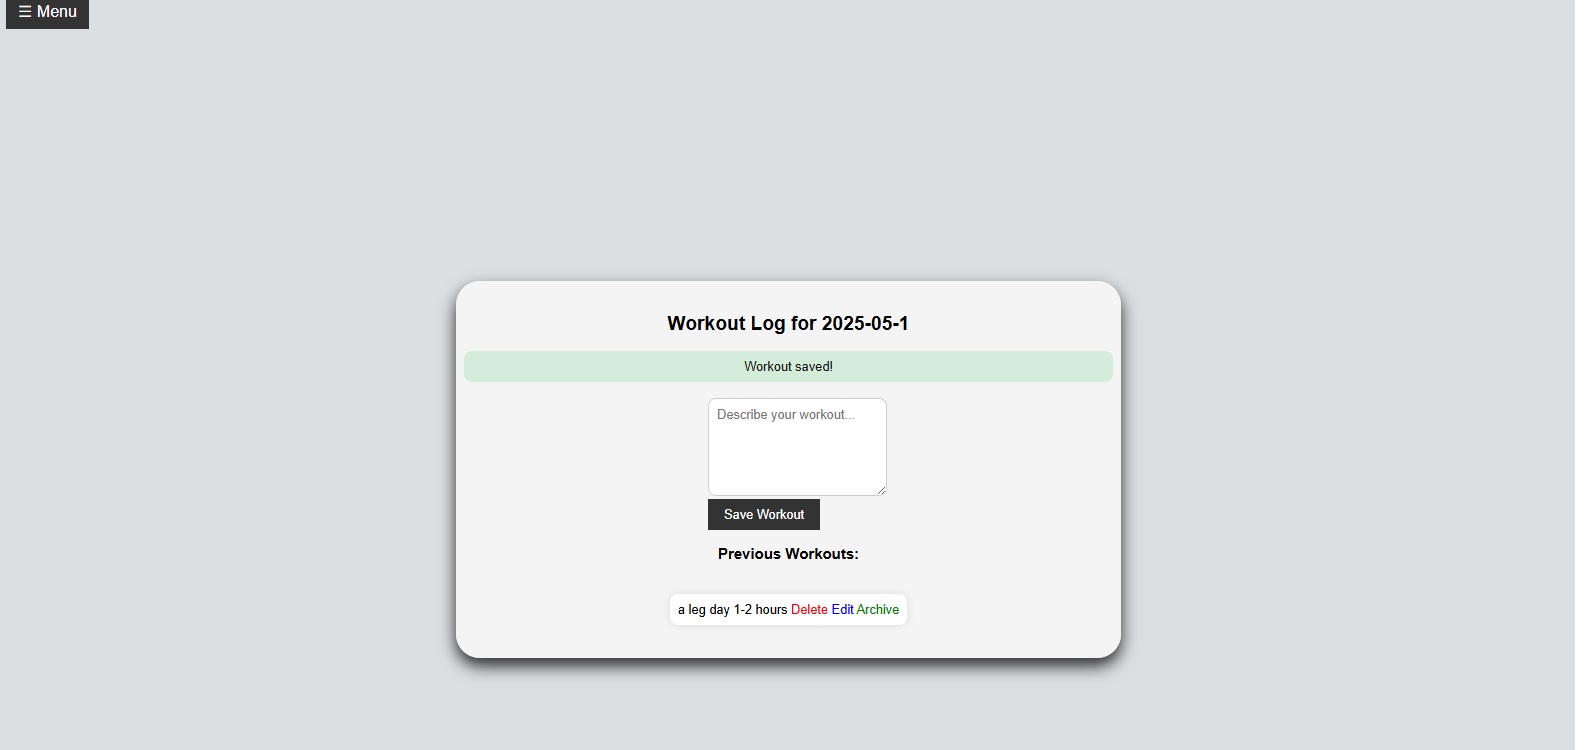 ☰ Menu
Workout Log for 2025-05-1
Workout saved!
Describe your workout...
Save Workout
Previous Workouts:
a leg day 1-2 hours Delete Edit Archive